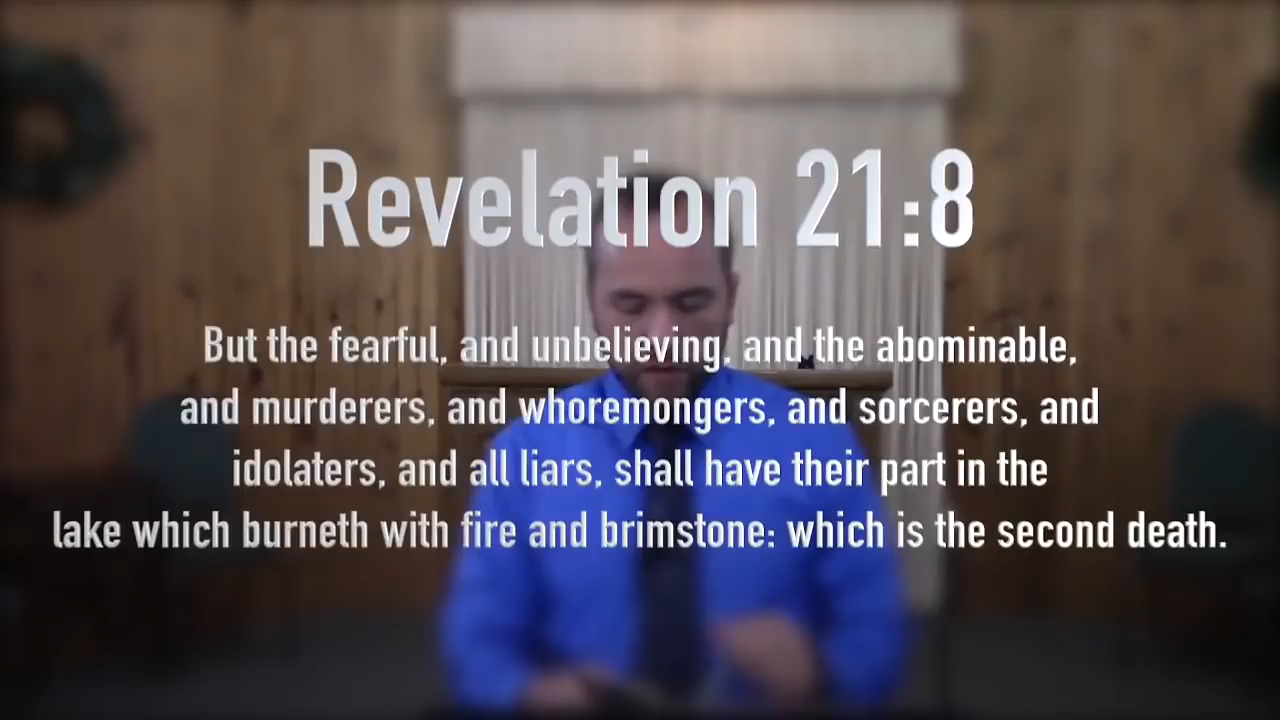 Revelation 21:8
But the fearful, and unbelieving, and the abominable,
and murderers, and whoremongers, and sorcerers, and
idolaters, and all liars, shall have their part in the
lake which burneth with fire and brimstone: which is the second death.